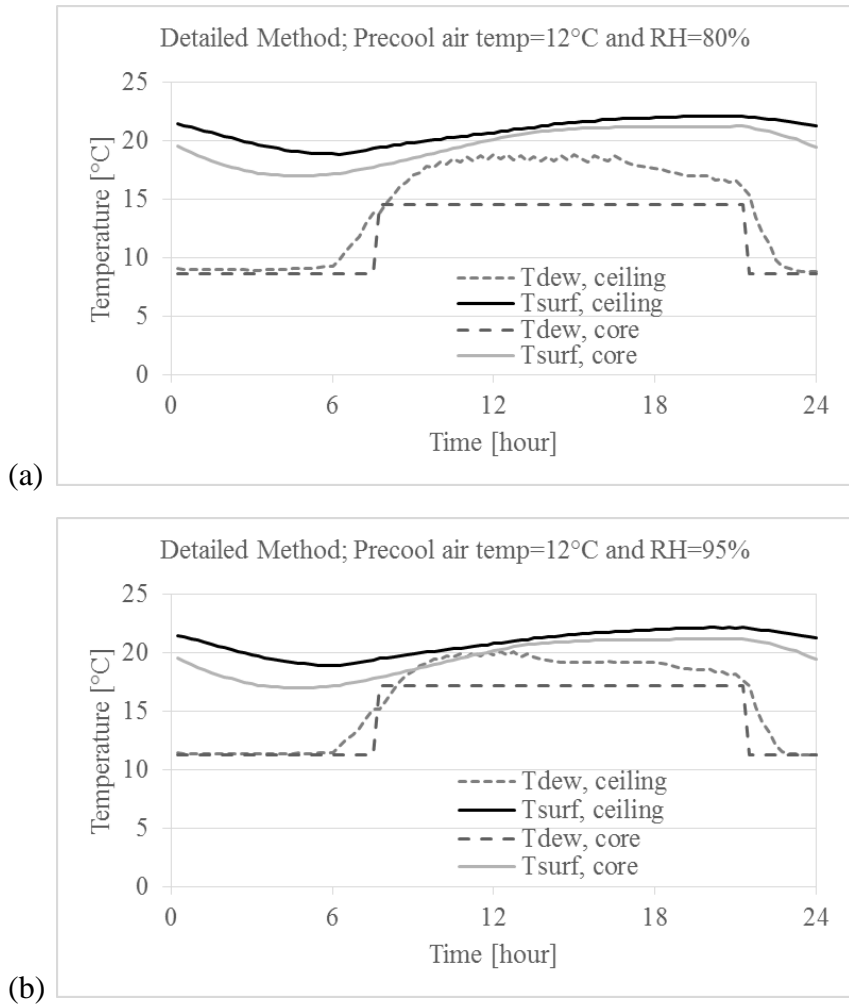 Detailed Method; Precool air temp=12°C and RH=80%
25
20
15
10
5
0
Temperature [°C]
Tdew, ceiling
Tsurf, ceiling
Tdew, core
Tsurf, core
0 6 12 18 24
Time [hour]
(a)
Detailed Method; Precool air temp=12°C and RH=95%
25
20
15
10
5
0
Temperature [°C]
Tdew, ceiling
Tsurf, ceiling
Tdew, core
Tsurf, core
0 6 12 18 24
Time [hour]
(b)